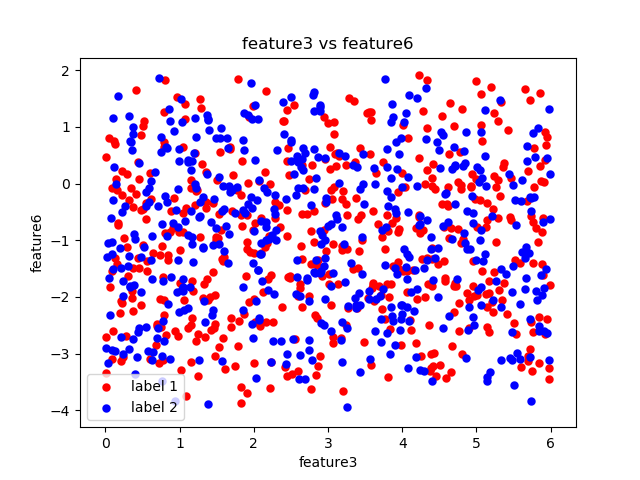 feature3 vs feature6
2
1
0
−1
−2
−3
−4
feature6
label 1
label 2
0 1 2 3 4 5 6
feature3